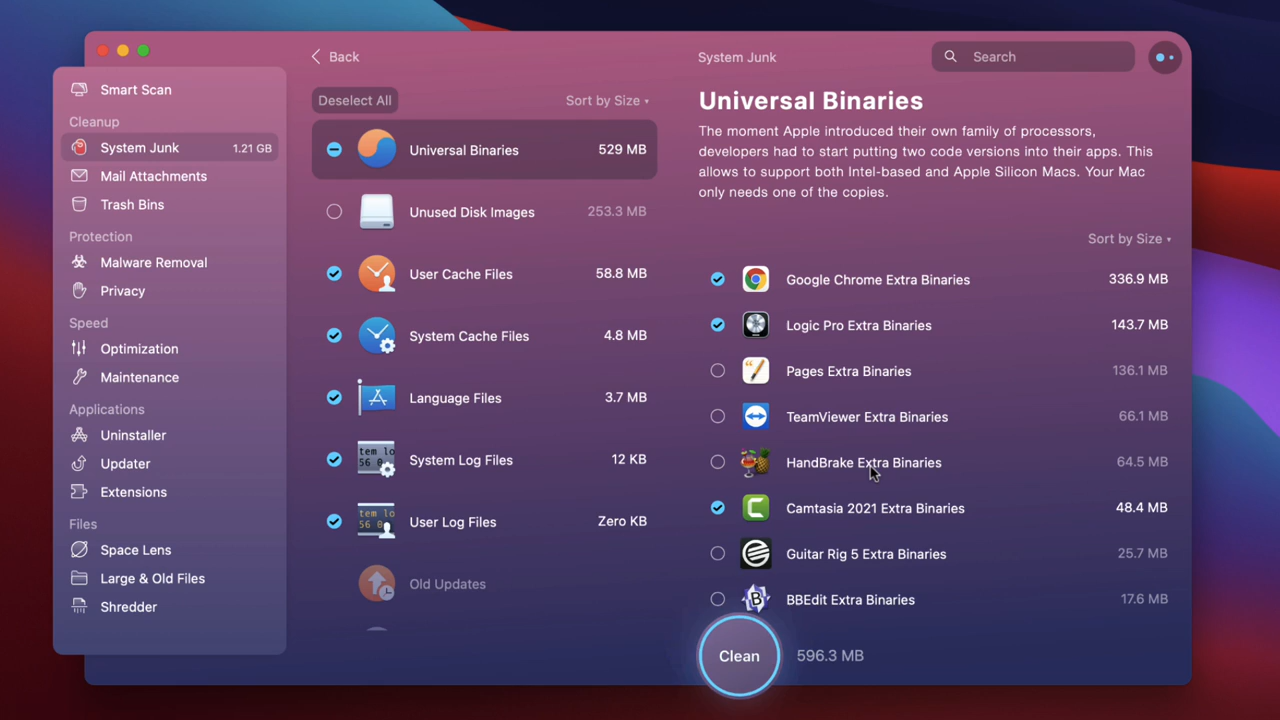 Smart Scan
Cleanup
System Junk 1.21 GB
Mail Attachments
Trash Bins
Protection
Malware Removal
Privacy
Speed
Optimization
Maintenance
Applications
Uninstaller
Updater
Extensions
Files
Space Lens
Large & Old Files
Shredder
Back
Deselect All
Sort by Size
Universal Binaries 529 MB
Unused Disk Images 253.3 MB
User Cache Files 58.8 MB
System Cache Files 4.8 MB
Language Files 3.7 MB
tem lo
56 0
System Log Files 12 KB
tem lo
56 0
User Log Files Zero KB
Old Updates
System Junk
Search
Universal Binaries
The moment Apple introduced their own family of processors,
developers had to start putting two code versions into their apps. This
allows to support both Intel-based and Apple Silicon Macs. Your Mac
only needs one of the copies.
Sort by Size
Google Chrome Extra Binaries 336.9 MB
Logic Pro Extra Binaries 143.7 MB
Pages Extra Binaries 136.1 MB
TeamViewer Extra Binaries 66.1 MB
HandBrake Extra Binaries 64.5 MB
Camtasia 2021 Extra Binaries 48.4 MB
Guitar Rig 5 Extra Binaries 25.7 MB
BBEdit Extra Binaries 17.6 MB
Clean 596.3 MB